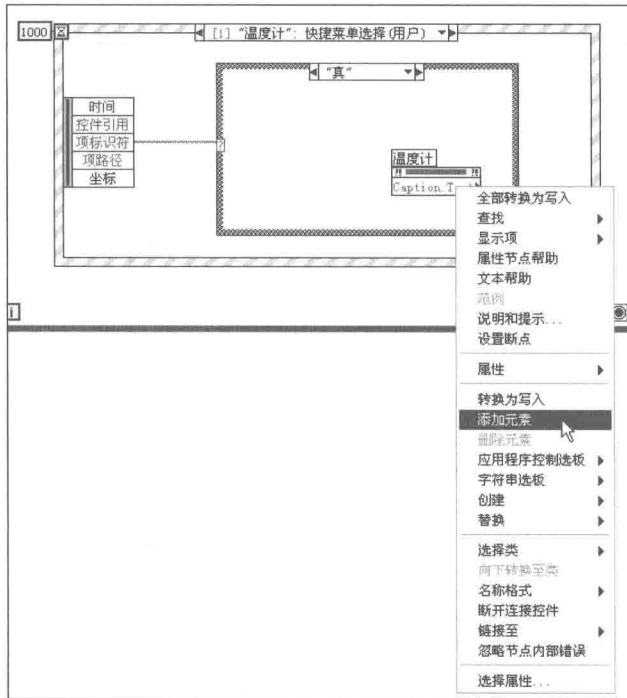 1000
[1] "温度计": 快捷菜单选择(用户)
"真"
时间
控件引用
项标识符
项路径
坐标
?
温度计
Caption.T
i
全部转换为写入
查找
显示项
属性节点帮助
文本帮助
范例
说明和提示...
设置断点
属性
转换为写入
添加元素
删除元素
应用程序控制选板
字符串选板
创建
替换
选择类
向下转换至类
名称格式
断开连接控件
链接至
忽略节点内部错误
选择属性...